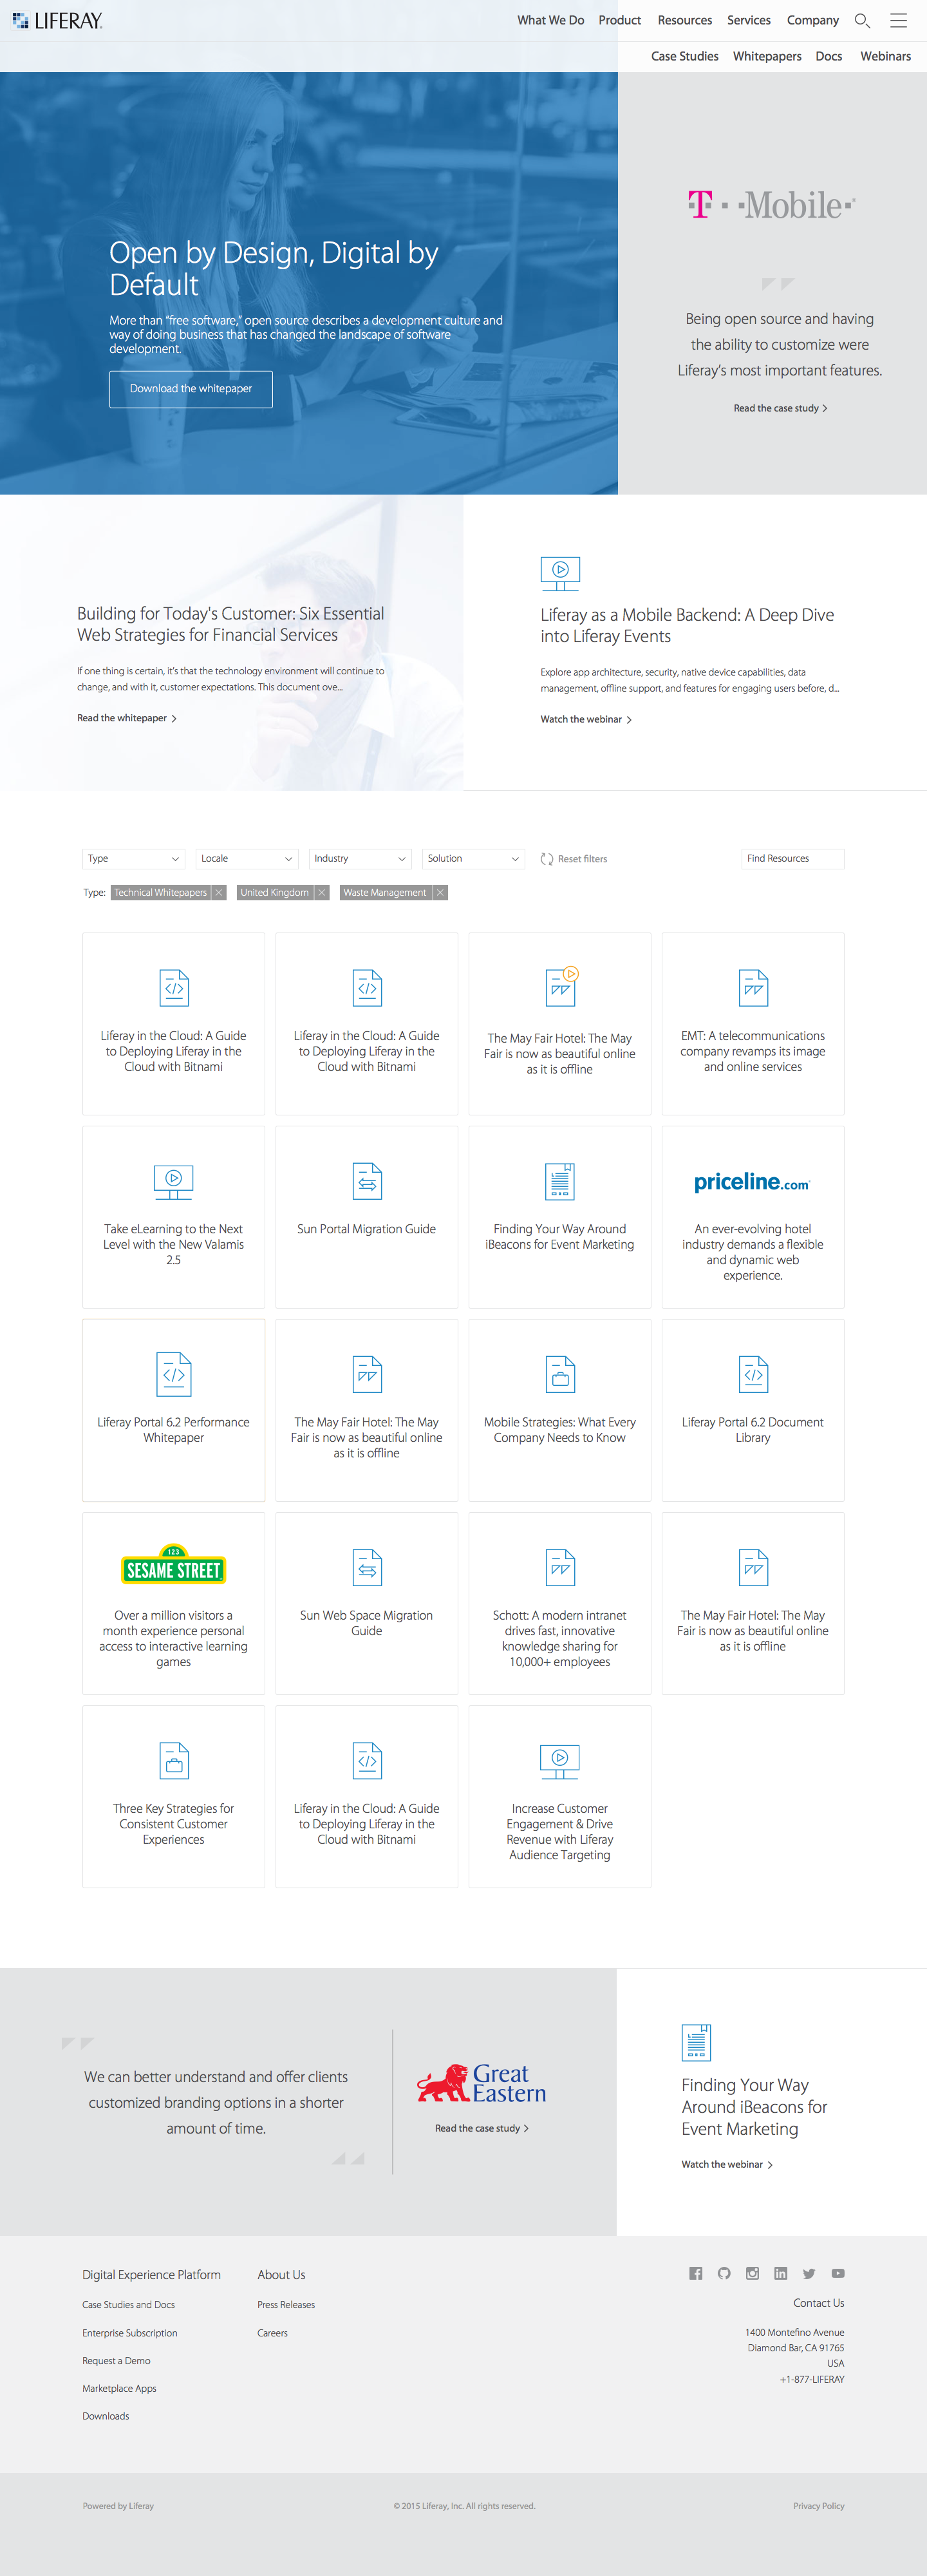 LIFERAY.
What We Do Product Resources Services Company
Case Studies Whitepapers Docs Webinars
Open by Design, Digital by
Default
More than “free software,” open source describes a development culture and
way of doing business that has changed the landscape of software
development.
Download the whitepaper
T··Mobile·®
Being open source and having
the ability to customize were
Liferay’s most important features.
Read the case study
Building for Today's Customer: Six Essential
Web Strategies for Financial Services
If one thing is certain, it’s that the technology environment will continue to
change, and with it, customer expectations. This document ove...
Read the whitepaper
Liferay as a Mobile Backend: A Deep Dive
into Liferay Events
Explore app architecture, security, native device capabilities, data
management, offline support, and features for engaging users before, d...
Watch the webinar
Type Locale Industry Solution Reset filters Find Resources
Type: Technical Whitepapers United Kingdom Waste Management
Liferay in the Cloud: A Guide
to Deploying Liferay in the
Cloud with Bitnami
Liferay in the Cloud: A Guide
to Deploying Liferay in the
Cloud with Bitnami
The May Fair Hotel: The May
Fair is now as beautiful online
as it is offline
EMT: A telecommunications
company revamps its image
and online services
Take eLearning to the Next
Level with the New Valamis
2.5
Sun Portal Migration Guide
Finding Your Way Around
iBeacons for Event Marketing
priceline.com
An ever-evolving hotel
industry demands a flexible
and dynamic web
experience.
Liferay Portal 6.2 Performance
Whitepaper
The May Fair Hotel: The May
Fair is now as beautiful online
as it is offline
Mobile Strategies: What Every
Company Needs to Know
Liferay Portal 6.2 Document
Library
123
SESAME STREET
Over a million visitors a
month experience personal
access to interactive learning
games
Sun Web Space Migration
Guide
Schott: A modern intranet
drives fast, innovative
knowledge sharing for
10,000+ employees
The May Fair Hotel: The May
Fair is now as beautiful online
as it is offline
Three Key Strategies for
Consistent Customer
Experiences
Liferay in the Cloud: A Guide
to Deploying Liferay in the
Cloud with Bitnami
Increase Customer
Engagement & Drive
Revenue with Liferay
Audience Targeting
We can better understand and offer clients
customized branding options in a shorter
amount of time.
Great
Eastern
Read the case study
Finding Your Way
Around iBeacons for
Event Marketing
Watch the webinar
Digital Experience Platform
Case Studies and Docs
Enterprise Subscription
Request a Demo
Marketplace Apps
Downloads
About Us
Press Releases
Careers
Contact Us
1400 Montefino Avenue
Diamond Bar, CA 91765
USA
+1-877-LIFERAY
Powered by Liferay
© 2015 Liferay, Inc. All rights reserved.
Privacy Policy